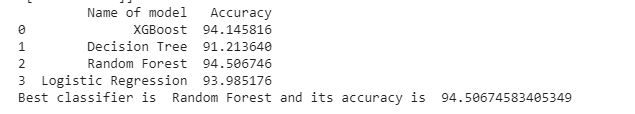 Name of model Accuracy
0 XGBoost 94.145816
1 Decision Tree 91.213640
2 Random Forest 94.506746
3 Logistic Regression 93.985176
Best classifier is  Random Forest and its accuracy is  94.50674583405349